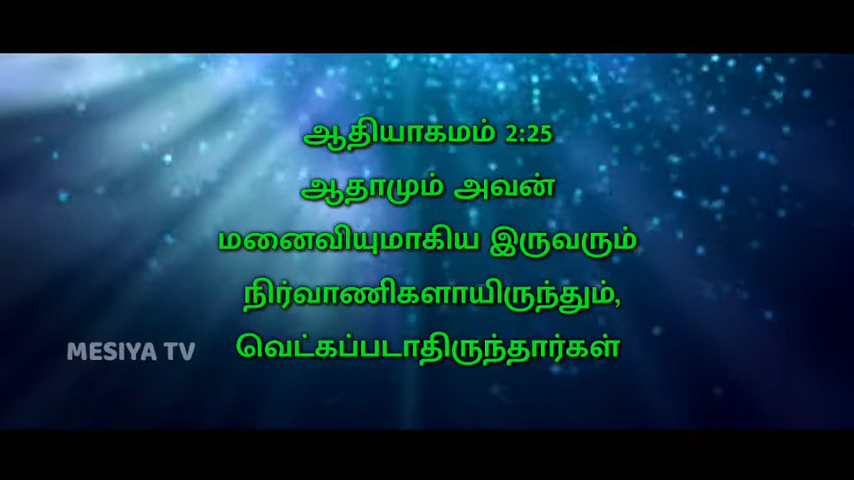 ஆதியாகமம் 2:25
ஆதாமும் அவன்
மனைவியுமாகிய இருவரும்
நிர்வாணிகளாயிருந்தும்,
வெட்கப்படாதிருந்தார்கள்
MESIYA TV